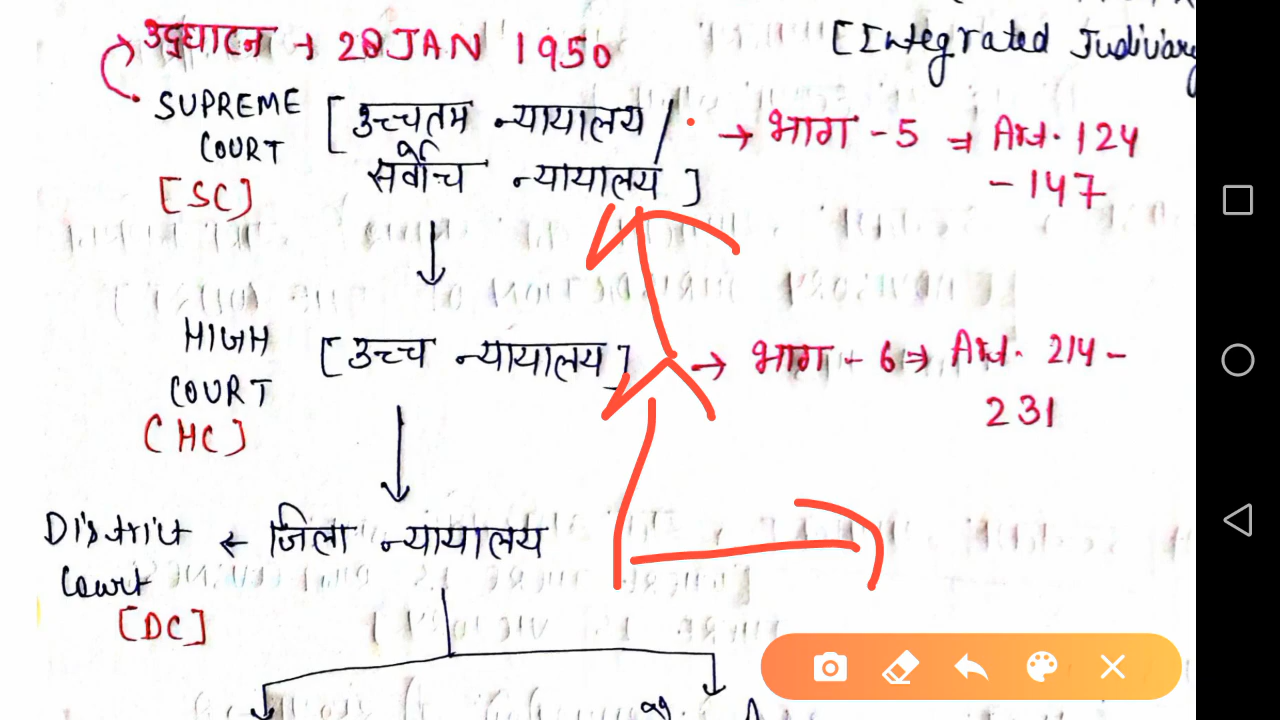 उद्घाटन → 28 JAN 1950
[Integrated Judiviary
SUPREME COURT [SC]
[उच्चतम न्यायालय /
सर्वोच्च न्यायालय]
→ भाग - 5 ⇒ Art. 124
- 147
↓
HIGH COURT (HC)
[उच्च न्यायालय]
→ भाग - 6 ⇒ Art. 214 -
231
↓
District ← जिला न्यायालय
Court
[DC]